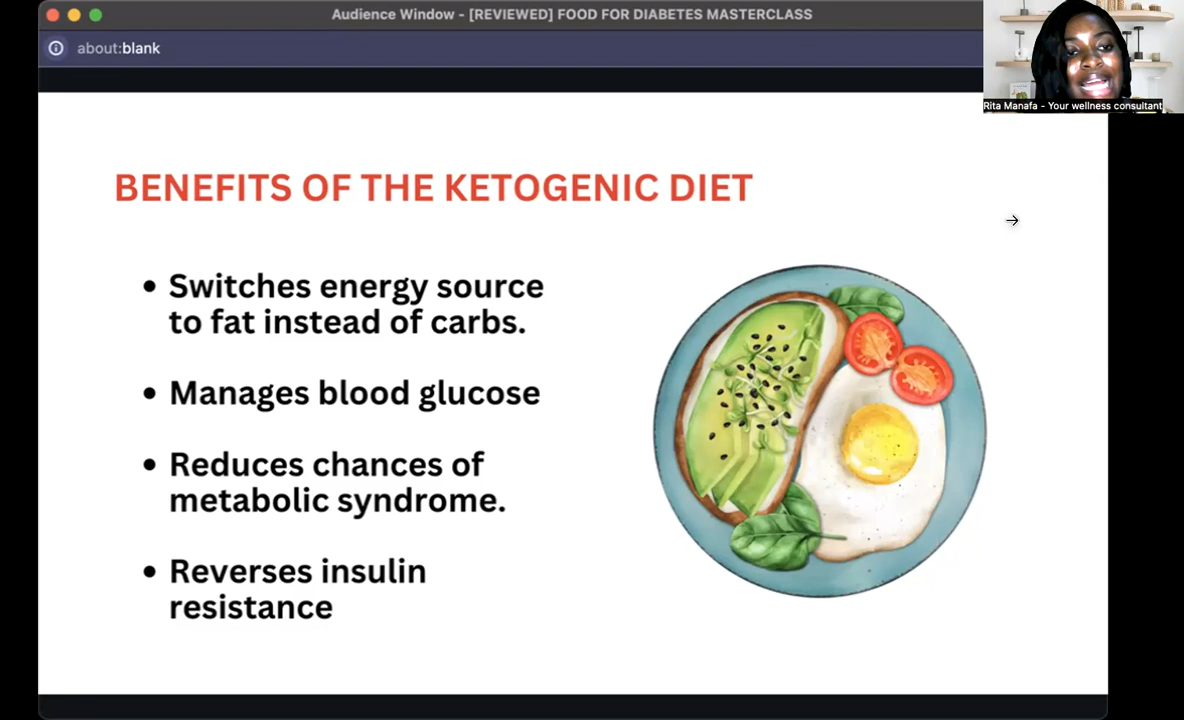 Audience Window - [REVIEWED] FOOD FOR DIABETES MASTERCLASS
about:blank
Rita Manafa - Your wellness consultant
BENEFITS OF THE KETOGENIC DIET
• Switches energy source
to fat instead of carbs.
• Manages blood glucose
• Reduces chances of
metabolic syndrome.
• Reverses insulin
resistance